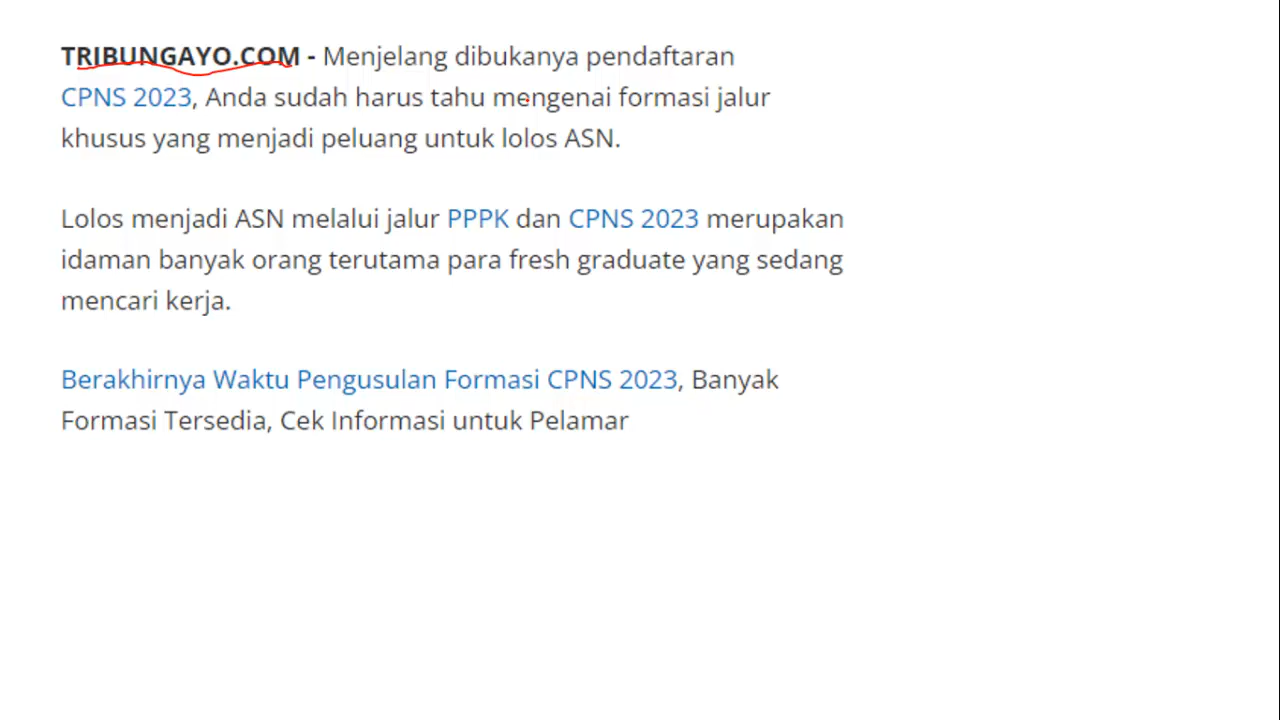 TRIBUNGAYO.COM - Menjelang dibukanya pendaftaran
CPNS 2023, Anda sudah harus tahu mengenai formasi jalur
khusus yang menjadi peluang untuk lolos ASN.
Lolos menjadi ASN melalui jalur PPPK dan CPNS 2023 merupakan
idaman banyak orang terutama para fresh graduate yang sedang
mencari kerja.
Berakhirnya Waktu Pengusulan Formasi CPNS 2023, Banyak
Formasi Tersedia, Cek Informasi untuk Pelamar